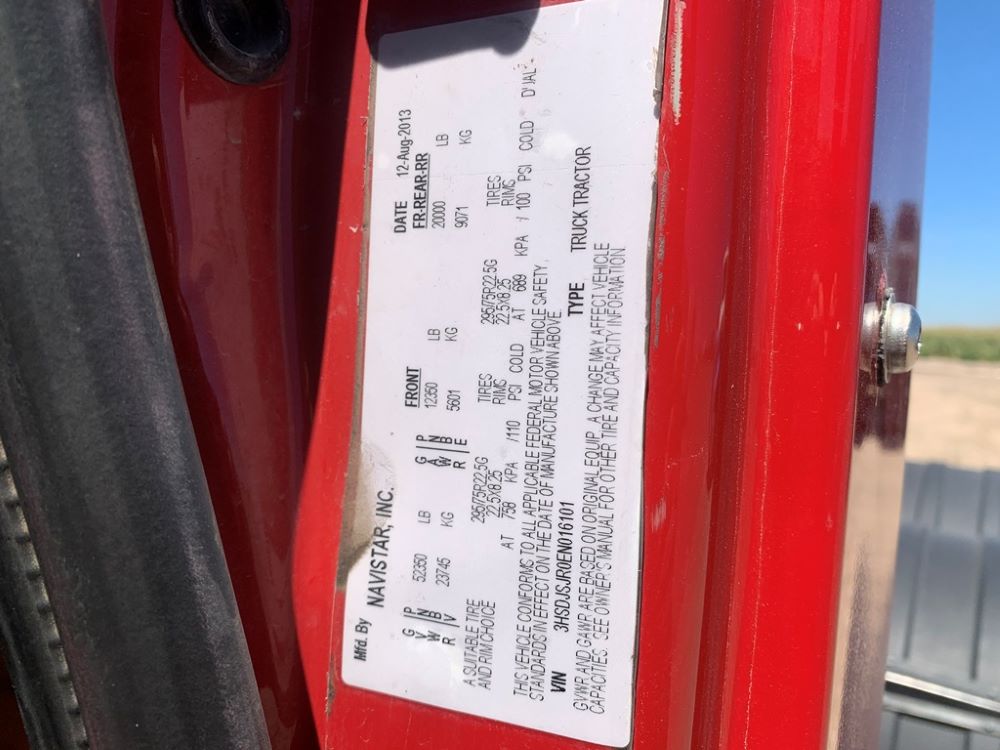 Mfd. By NAVISTAR, INC. DATE 12-Aug-2013
G P FRONT FR-REAR-RR
V N 52350 LB G P 12350 LB 20000 LB
W B 23745 KG A N 5601 KG 9071 KG
R V W B
R E
A SUITABLE TIRE 295/75R22.5G TIRES 295/75R22.5G TIRES
AND RIM CHOICE 22.5X8.25 RIMS 22.5X8.25 RIMS
AT 758 KPA /110 PSI COLD AT 689 KPA / 100 PSI COLD DUAL
THIS VEHICLE CONFORMS TO ALL APPLICABLE FEDERAL MOTOR VEHICLE SAFETY
STANDARDS IN EFFECT ON THE DATE OF MANUFACTURE SHOWN ABOVE.
VIN 3HSDJSJR0EN016101 TYPE TRUCK TRACTOR
GVWR AND GAWR ARE BASED ON ORIGINAL EQUIP. A CHANGE MAY AFFECT VEHICLE
CAPACITIES. SEE OWNER'S MANUAL FOR OTHER TIRE AND CAPACITY INFORMATION